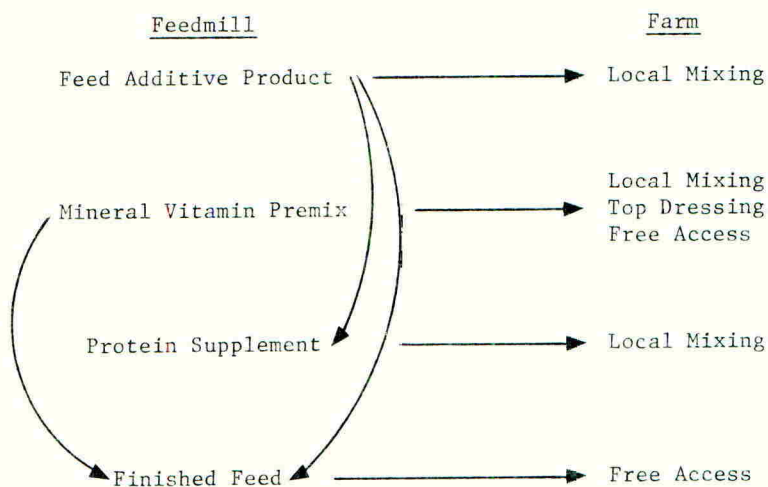 Feedmill
Farm
Feed Additive Product
Local Mixing
Mineral Vitamin Premix
Local Mixing
Top Dressing
Free Access
Protein Supplement
Local Mixing
Finished Feed
Free Access